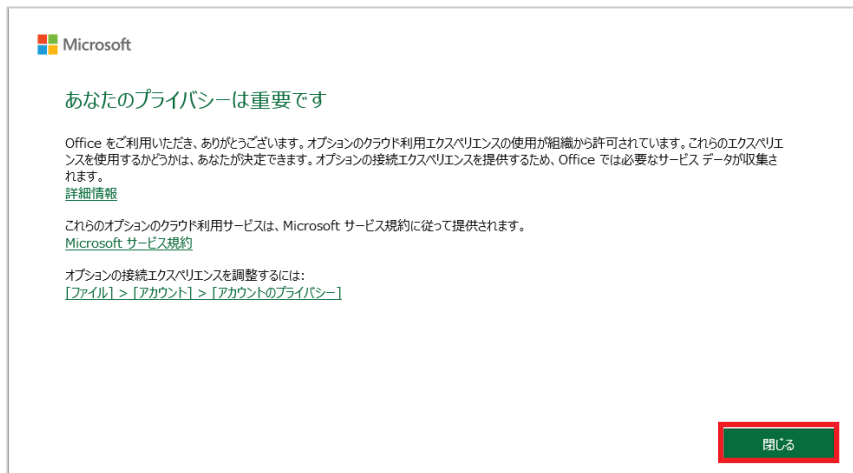 Microsoft
あなたのプライバシーは重要です
Office をご利用いただき、ありがとうございます。オプションのクラウド利用エクスペリエンスの使用が組織から許可されています。これらのエクスペリエ
ンスを使用するかどうかは、あなたが決定できます。オプションの接続エクスペリエンスを提供するため、Office では必要なサービス データが収集さ
れます。
詳細情報
これらのオプションのクラウド利用サービスは、Microsoft サービス規約に従って提供されます。
Microsoft サービス規約
オプションの接続エクスペリエンスを調整するには:
[ファイル] > [アカウント] > [アカウントのプライバシー]
閉じる